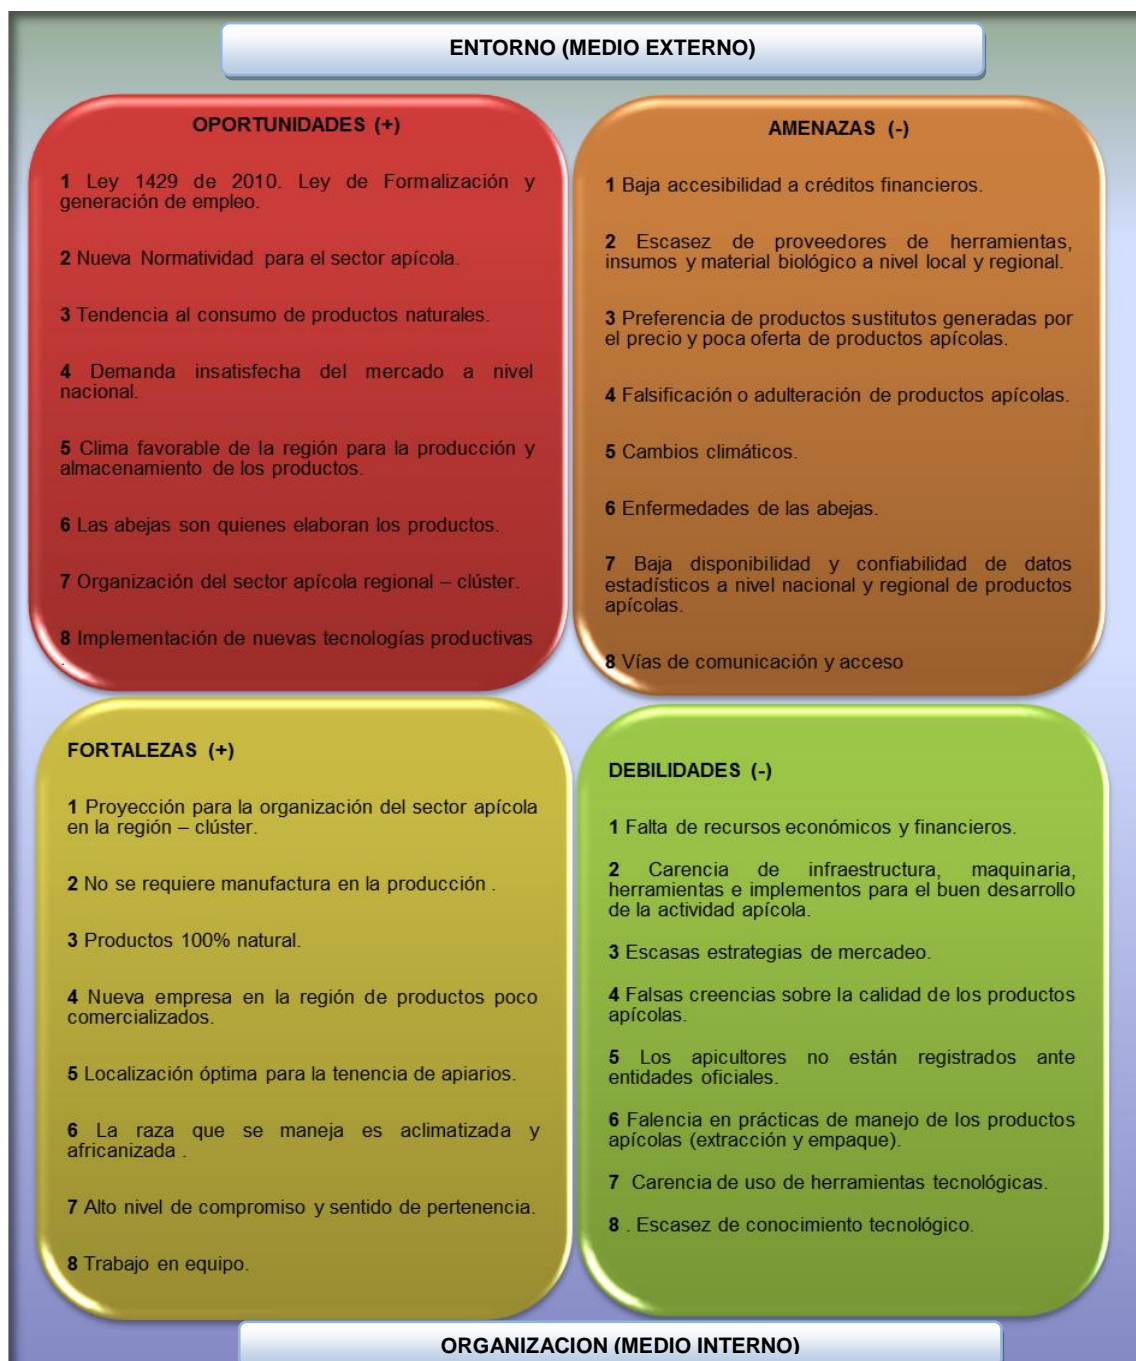 ENTORNO (MEDIO EXTERNO)
OPORTUNIDADES (+)
1 Ley 1429 de 2010. Ley de Formalización y
generación de empleo.
2 Nueva Normatividad para el sector apícola.
3 Tendencia al consumo de productos naturales.
4 Demanda insatisfecha del mercado a nivel
nacional.
5 Clima favorable de la región para la producción y
almacenamiento de los productos.
6 Las abejas son quienes elaboran los productos.
7 Organización del sector apícola regional – clúster.
8 Implementación de nuevas tecnologías productivas
.
AMENAZAS (-)
1 Baja accesibilidad a créditos financieros.
2 Escasez de proveedores de herramientas,
insumos y material biológico a nivel local y regional.
3 Preferencia de productos sustitutos generadas por
el precio y poca oferta de productos apícolas.
4 Falsificación o adulteración de productos apícolas.
5 Cambios climáticos.
6 Enfermedades de las abejas.
7 Baja disponibilidad y confiabilidad de datos
estadísticos a nivel nacional y regional de productos
apícolas.
8 Vías de comunicación y acceso
FORTALEZAS (+)
1 Proyección para la organización del sector apícola
en la región – clúster.
2 No se requiere manufactura en la producción .
3 Productos 100% natural.
4 Nueva empresa en la región de productos poco
comercializados.
5 Localización óptima para la tenencia de apiarios.
6 La raza que se maneja es aclimatizada y
africanizada .
7 Alto nivel de compromiso y sentido de pertenencia.
8 Trabajo en equipo.
DEBILIDADES (-)
1 Falta de recursos económicos y financieros.
2 Carencia de infraestructura, maquinaria,
herramientas e implementos para el buen desarrollo
de la actividad apícola.
3 Escasas estrategias de mercadeo.
4 Falsas creencias sobre la calidad de los productos
apícolas.
5 Los apicultores no están registrados ante
entidades oficiales.
6 Falencia en prácticas de manejo de los productos
apícolas (extracción y empaque).
7 Carencia de uso de herramientas tecnológicas.
8 . Escasez de conocimiento tecnológico.
ORGANIZACION (MEDIO INTERNO)